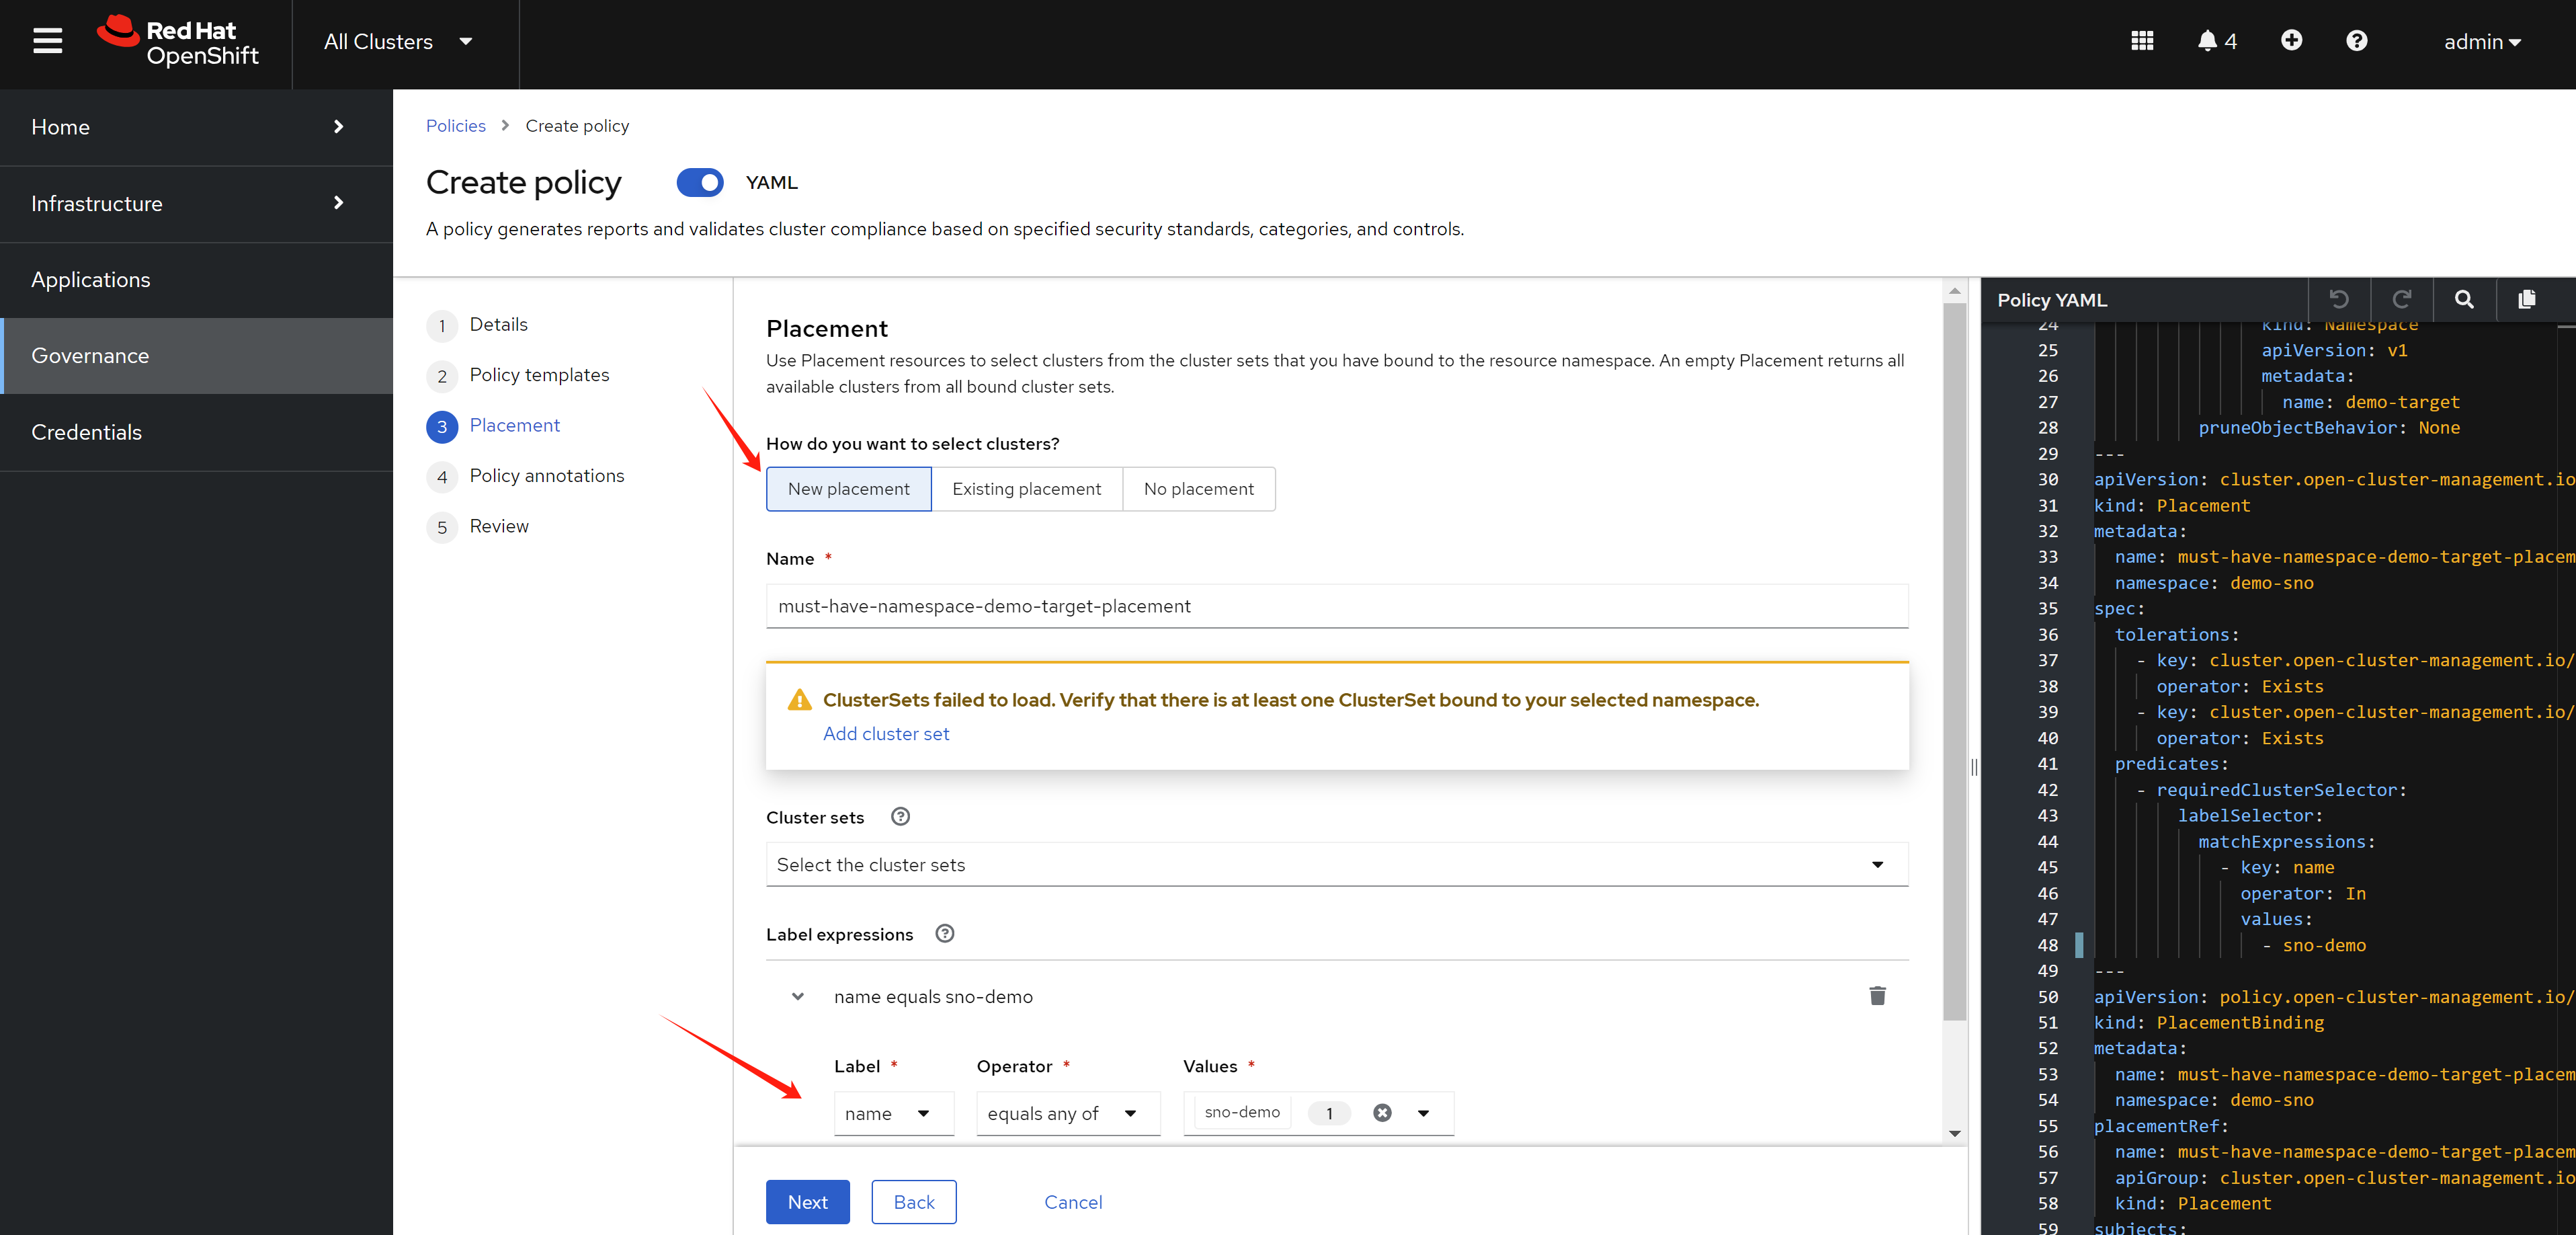 Red Hat
OpenShift
All Clusters
4
admin
Home
Infrastructure
Applications
Governance
Credentials
Policies > Create policy
Create policy
YAML
A policy generates reports and validates cluster compliance based on specified security standards, categories, and controls.
1 Details
2 Policy templates
3 Placement
4 Policy annotations
5 Review
Placement
Use Placement resources to select clusters from the cluster sets that you have bound to the resource namespace. An empty Placement returns all
available clusters from all bound cluster sets.
How do you want to select clusters?
New placement Existing placement No placement
Name *
must-have-namespace-demo-target-placement
ClusterSets failed to load. Verify that there is at least one ClusterSet bound to your selected namespace.
Add cluster set
Cluster sets
Select the cluster sets
Label expressions
name equals sno-demo
Label * Operator * Values *
name equals any of sno-demo 1
Next Back Cancel
Policy YAML
24 kind: Namespace
25 apiVersion: v1
26 metadata:
27 name: demo-target
28 pruneObjectBehavior: None
29 ---
30 apiVersion: cluster.open-cluster-management.io
31 kind: Placement
32 metadata:
33 name: must-have-namespace-demo-target-placem
34 namespace: demo-sno
35 spec:
36 tolerations:
37 - key: cluster.open-cluster-management.io/
38 operator: Exists
39 - key: cluster.open-cluster-management.io/
40 operator: Exists
41 predicates:
42 - requiredClusterSelector:
43 labelSelector:
44 matchExpressions:
45 - key: name
46 operator: In
47 values:
48 - sno-demo
49 ---
50 apiVersion: policy.open-cluster-management.io/
51 kind: PlacementBinding
52 metadata:
53 name: must-have-namespace-demo-target-placem
54 namespace: demo-sno
55 placementRef:
56 name: must-have-namespace-demo-target-placem
57 apiGroup: cluster.open-cluster-management.io
58 kind: Placement
59 subjects: